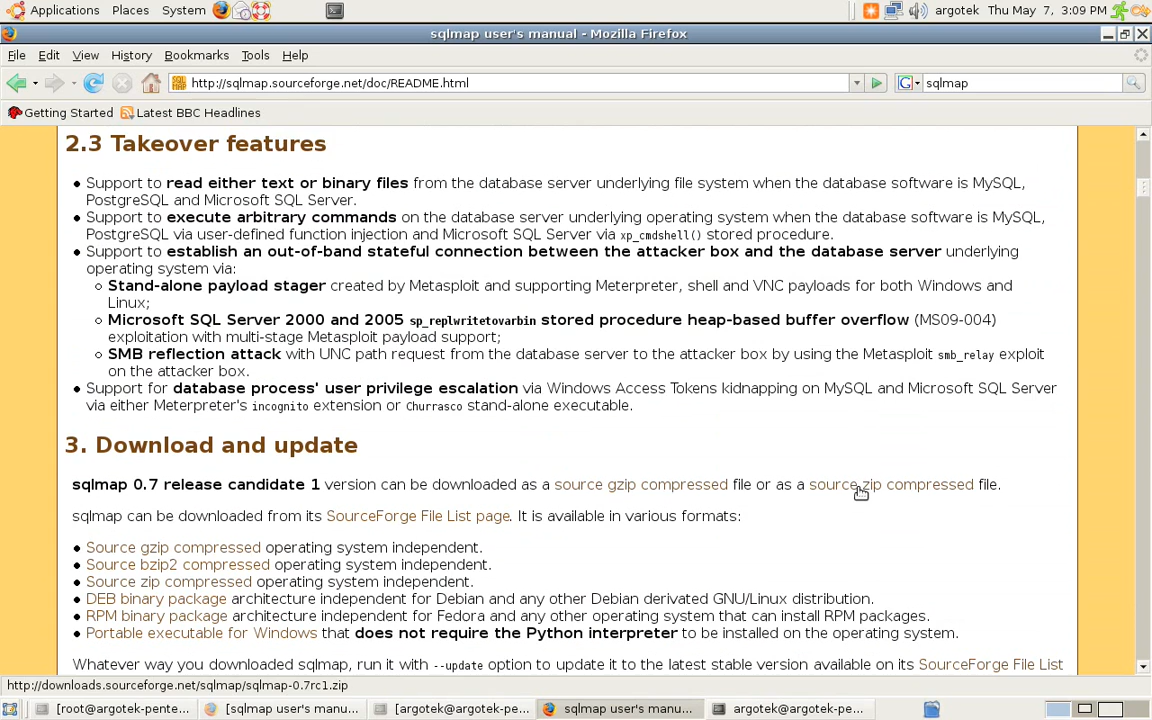 Applications Places System argotek Thu May 7, 3:09 PM
sqlmap user's manual - Mozilla Firefox
File Edit View History Bookmarks Tools Help
http://sqlmap.sourceforge.net/doc/README.html sqlmap
Getting Started Latest BBC Headlines
2.3 Takeover features
Support to read either text or binary files from the database server underlying file system when the database software is MySQL,
PostgreSQL and Microsoft SQL Server.
Support to execute arbitrary commands on the database server underlying operating system when the database software is MySQL,
PostgreSQL via user-defined function injection and Microsoft SQL Server via xp_cmdshell() stored procedure.
Support to establish an out-of-band stateful connection between the attacker box and the database server underlying
operating system via:
Stand-alone payload stager created by Metasploit and supporting Meterpreter, shell and VNC payloads for both Windows and
Linux;
Microsoft SQL Server 2000 and 2005 sp_replwritetovarbin stored procedure heap-based buffer overflow (MS09-004)
exploitation with multi-stage Metasploit payload support;
SMB reflection attack with UNC path request from the database server to the attacker box by using the Metasploit smb_relay exploit
on the attacker box.
Support for database process' user privilege escalation via Windows Access Tokens kidnapping on MySQL and Microsoft SQL Server
via either Meterpreter's incognito extension or Churrasco stand-alone executable.
3. Download and update
sqlmap 0.7 release candidate 1 version can be downloaded as a source gzip compressed file or as a source zip compressed file.
sqlmap can be downloaded from its SourceForge File List page. It is available in various formats:
Source gzip compressed operating system independent.
Source bzip2 compressed operating system independent.
Source zip compressed operating system independent.
DEB binary package architecture independent for Debian and any other Debian derivated GNU/Linux distribution.
RPM binary package architecture independent for Fedora and any other operating system that can install RPM packages.
Portable executable for Windows that does not require the Python interpreter to be installed on the operating system.
Whatever way you downloaded sqlmap, run it with --update option to update it to the latest stable version available on its SourceForge File List
http://downloads.sourceforge.net/sqlmap/sqlmap-0.7rc1.zip
[root@argotek-pente... [sqlmap user's manu... [argotek@argotek-pe... sqlmap user's manu... argotek@argotek-pe...